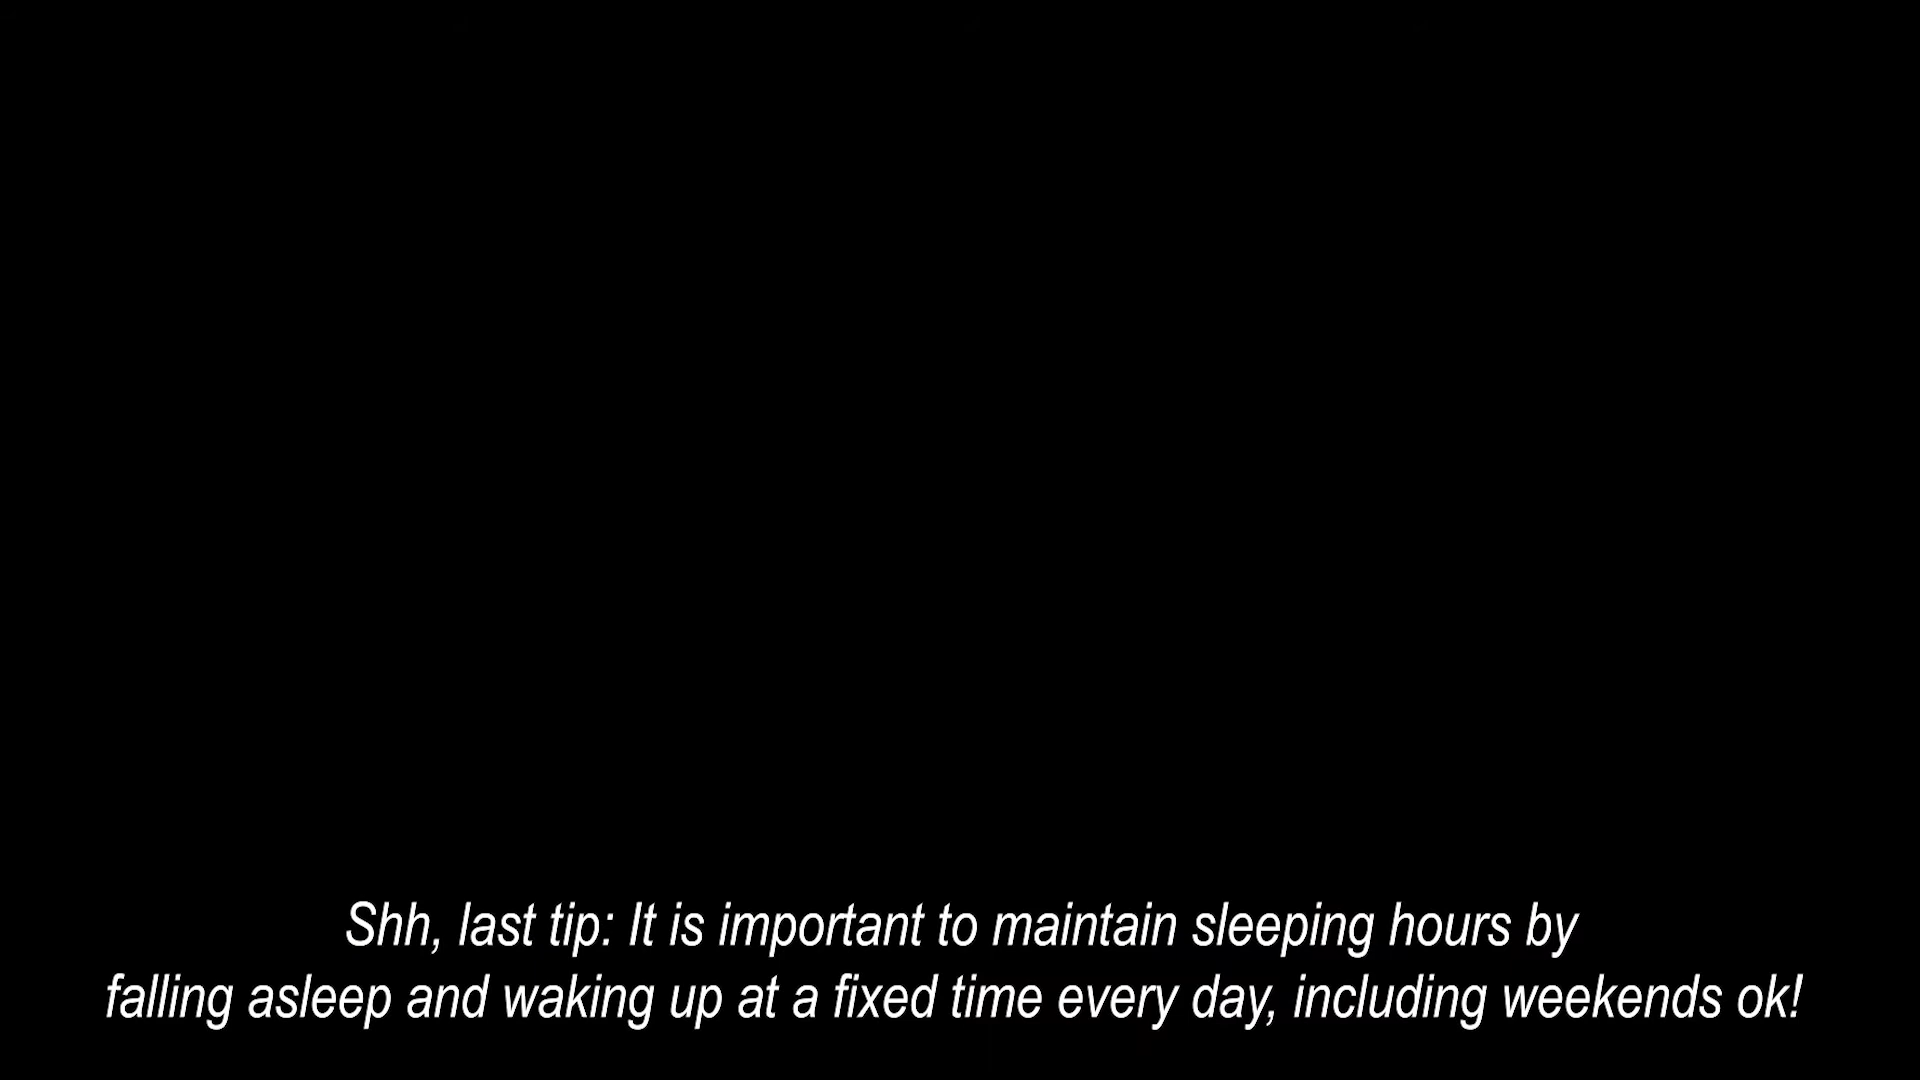 Shh, last tip: It is important to maintain sleeping hours by
falling asleep and waking up at a fixed time every day, including weekends ok!